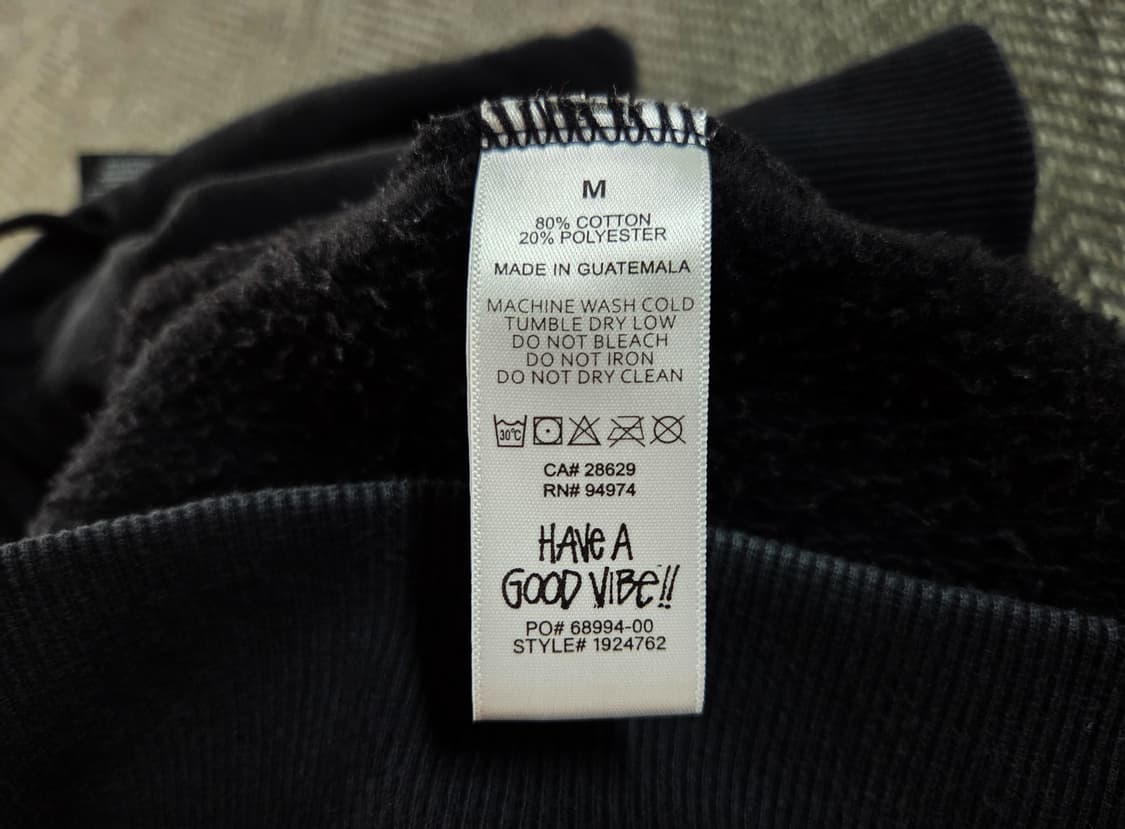 M
80% COTTON
20% POLYESTER
MADE IN GUATEMALA
MACHINE WASH COLD
TUMBLE DRY LOW
DO NOT BLEACH
DO NOT IRON
DO NOT DRY CLEAN
30°C
CA# 28629
RN# 94974
HAVE A
GOOD VIBE!!
PO# 68994-00
STYLE# 1924762